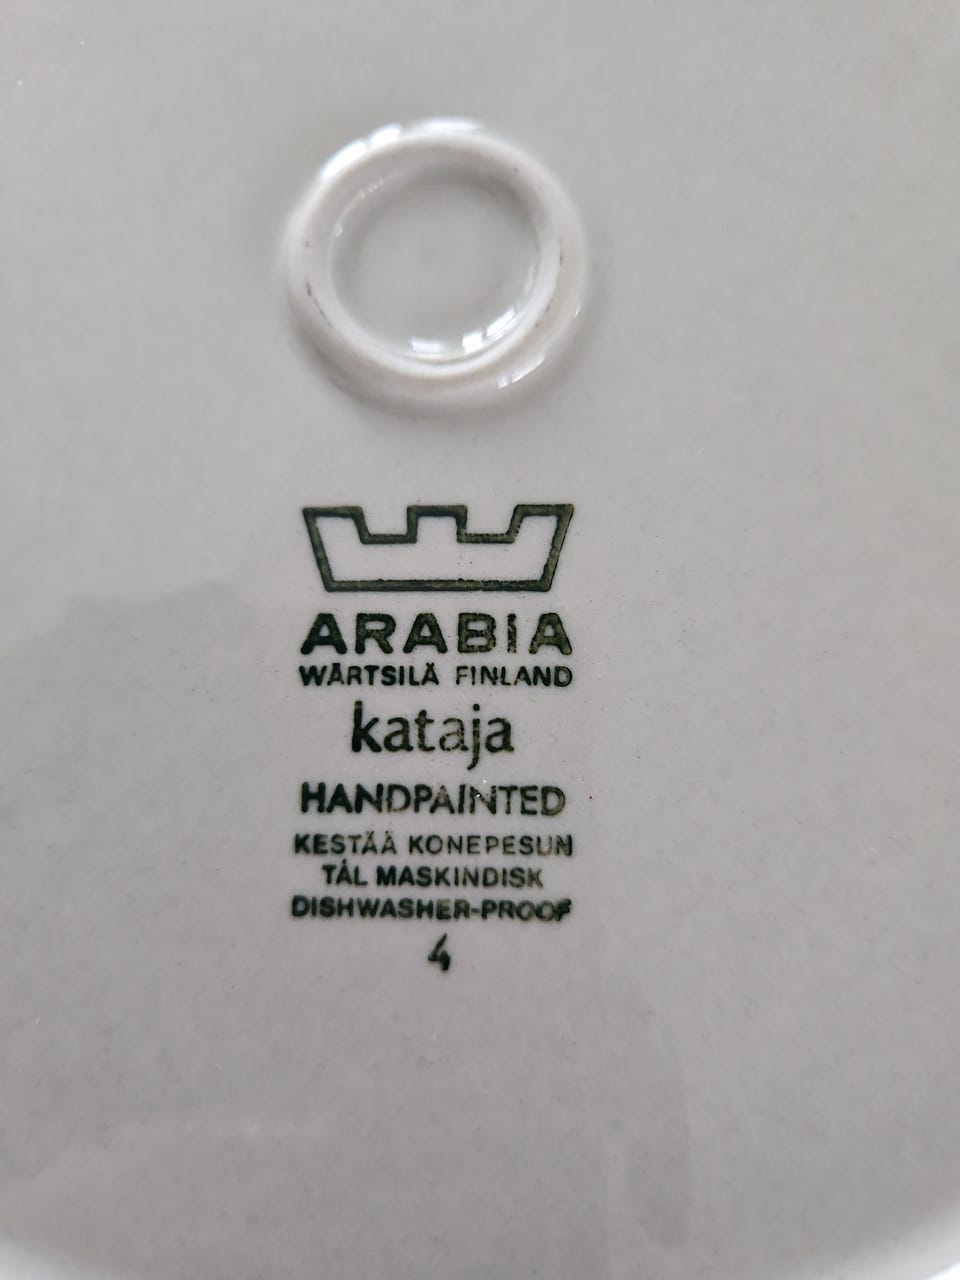 ARABIA
WÄRTSILÄ FINLAND
kataja
HANDPAINTED
KESTÄÄ KONEPESUN
TÅL MASKINDISK
DISHWASHER-PROOF
4